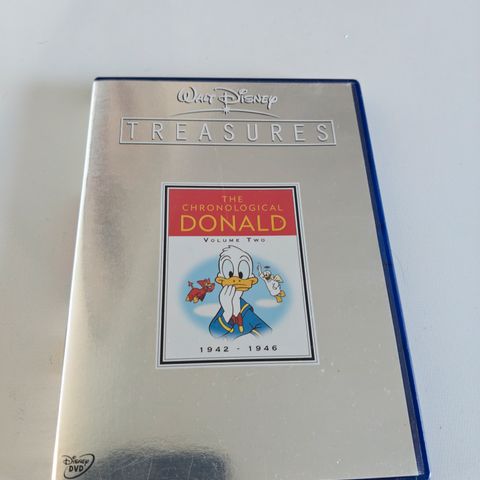 WALT DISNEY
TREASURES
THE
CHRONOLOGICAL
DONALD
VOLUME TWO
1942 - 1946
DISNEY
DVD